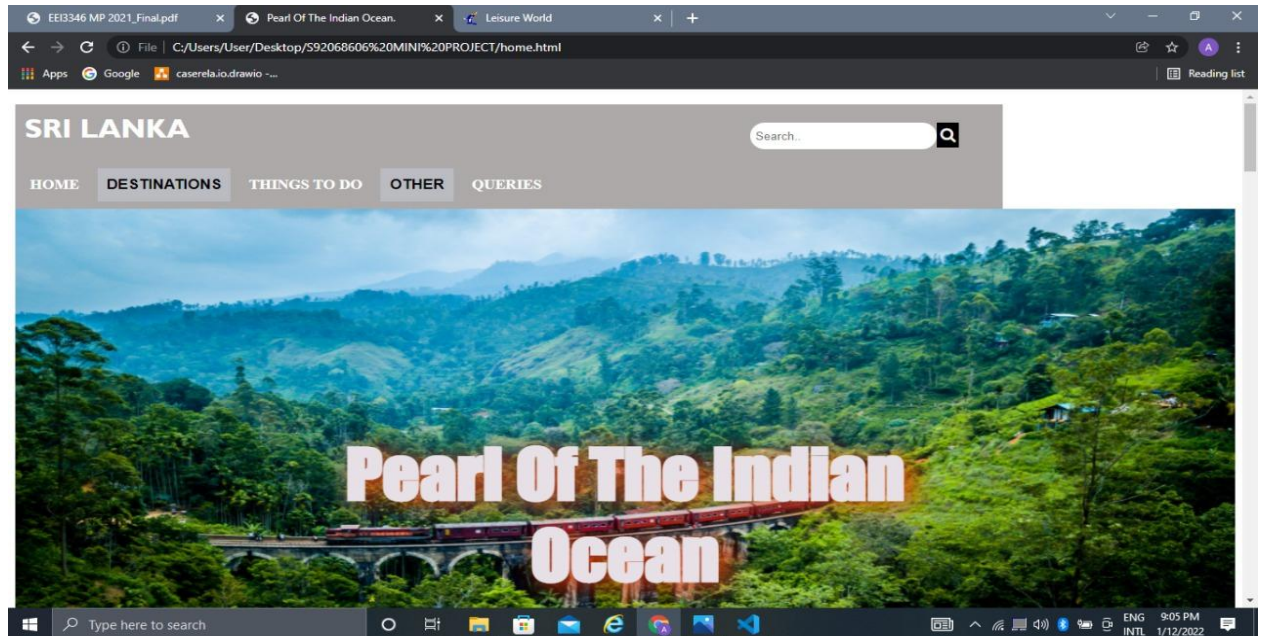 EEI3346 MP 2021_Final.pdf
Pearl Of The Indian Ocean.
Leisure World
File | C:/Users/User/Desktop/S92068606%20MINI%20PROJECT/home.html
A
Apps Google caserela.io.drawio -... Reading list
SRI LANKA
Search..
HOME DESTINATIONS THINGS TO DO OTHER QUERIES
Pearl Of The Indian
Ocean
Type here to search
ENG 9:05 PM
INTL 1/12/2022